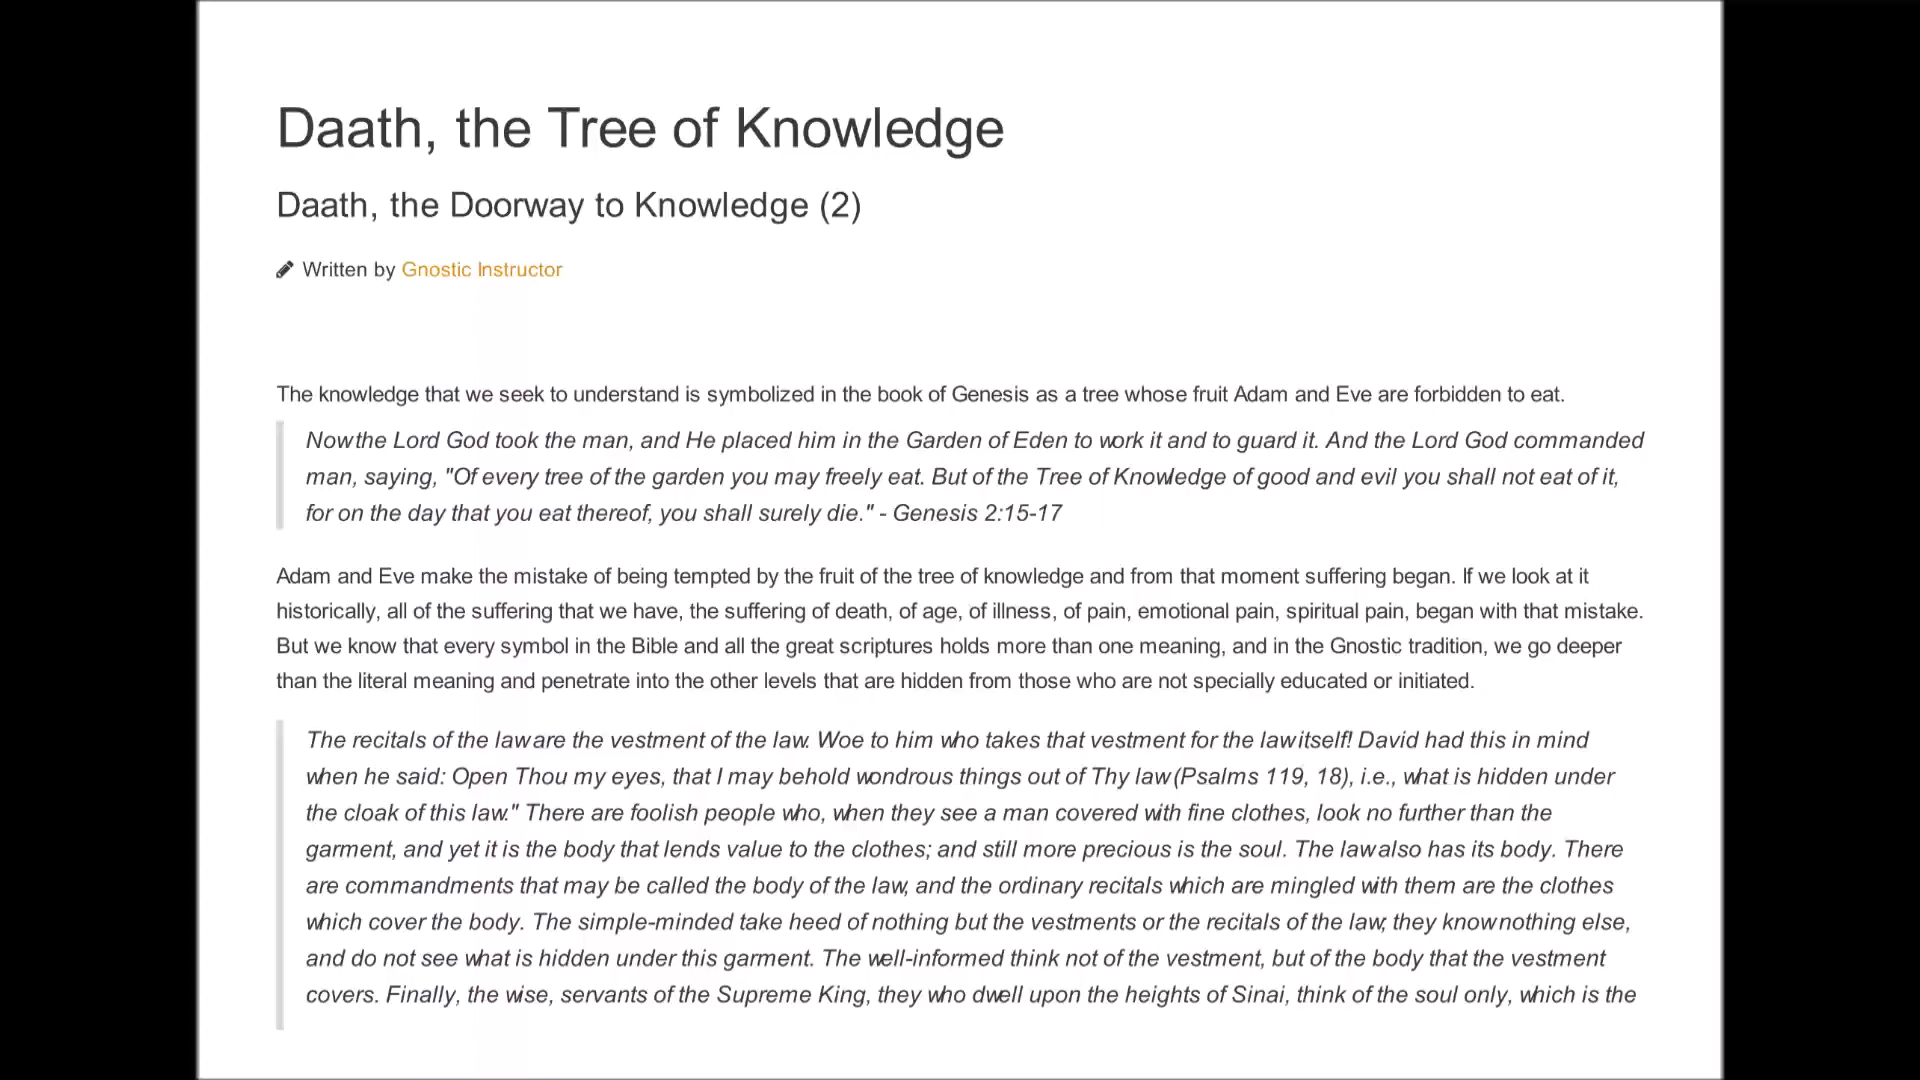 Daath, the Tree of Knowledge
Daath, the Doorway to Knowledge (2)
Written by Gnostic Instructor
The knowledge that we seek to understand is symbolized in the book of Genesis as a tree whose fruit Adam and Eve are forbidden to eat.
Now the Lord God took the man, and He placed him in the Garden of Eden to work it and to guard it. And the Lord God commanded
man, saying, "Of every tree of the garden you may freely eat. But of the Tree of Knowledge of good and evil you shall not eat of it,
for on the day that you eat thereof, you shall surely die." - Genesis 2:15-17
Adam and Eve make the mistake of being tempted by the fruit of the tree of knowledge and from that moment suffering began. If we look at it
historically, all of the suffering that we have, the suffering of death, of age, of illness, of pain, emotional pain, spiritual pain, began with that mistake.
But we know that every symbol in the Bible and all the great scriptures holds more than one meaning, and in the Gnostic tradition, we go deeper
than the literal meaning and penetrate into the other levels that are hidden from those who are not specially educated or initiated.
The recitals of the law are the vestment of the law. Woe to him who takes that vestment for the law itself! David had this in mind
when he said: Open Thou my eyes, that I may behold wondrous things out of Thy law (Psalms 119, 18), i.e., what is hidden under
the cloak of this law." There are foolish people who, when they see a man covered with fine clothes, look no further than the
garment, and yet it is the body that lends value to the clothes; and still more precious is the soul. The law also has its body. There
are commandments that may be called the body of the law, and the ordinary recitals which are mingled with them are the clothes
which cover the body. The simple-minded take heed of nothing but the vestments or the recitals of the law; they know nothing else,
and do not see what is hidden under this garment. The well-informed think not of the vestment, but of the body that the vestment
covers. Finally, the wise, servants of the Supreme King, they who dwell upon the heights of Sinai, think of the soul only, which is the